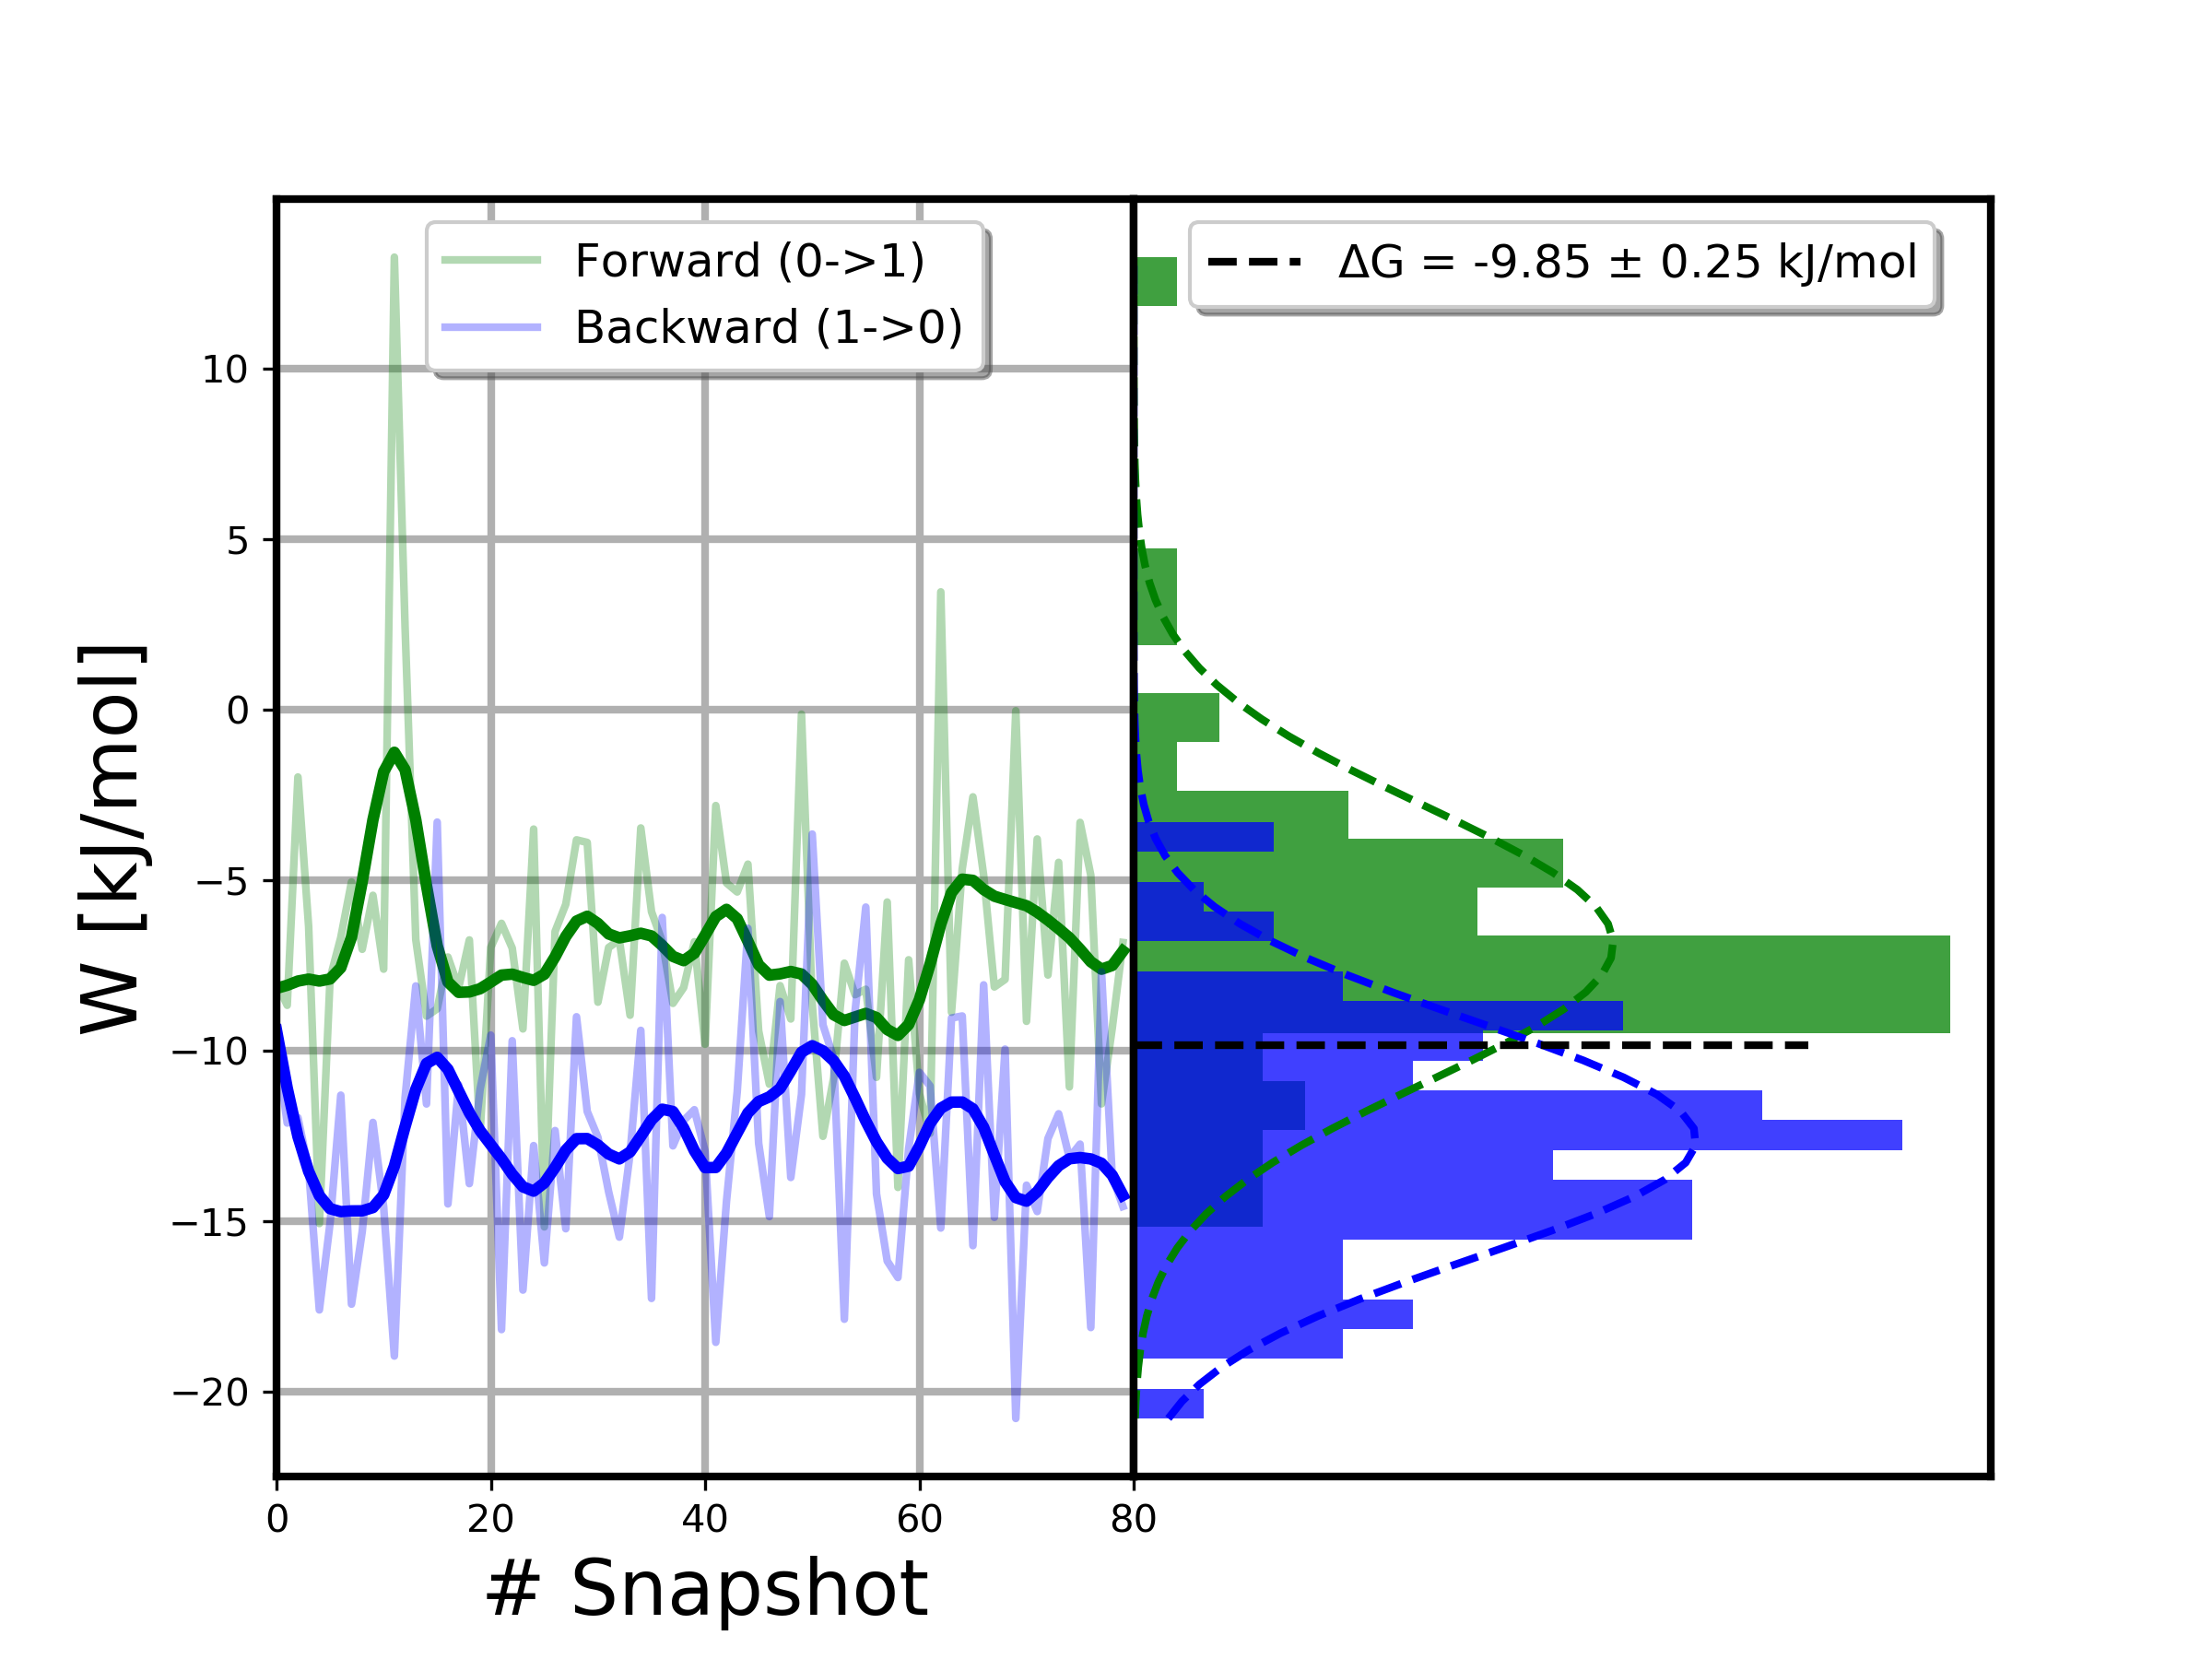 Forward (0->1)
Backward (1->0)
ΔG = -9.85 ± 0.25 kJ/mol
W [kJ/mol]
10
5
0
−5
−10
−15
−20
0 20 40 60 80
# Snapshot